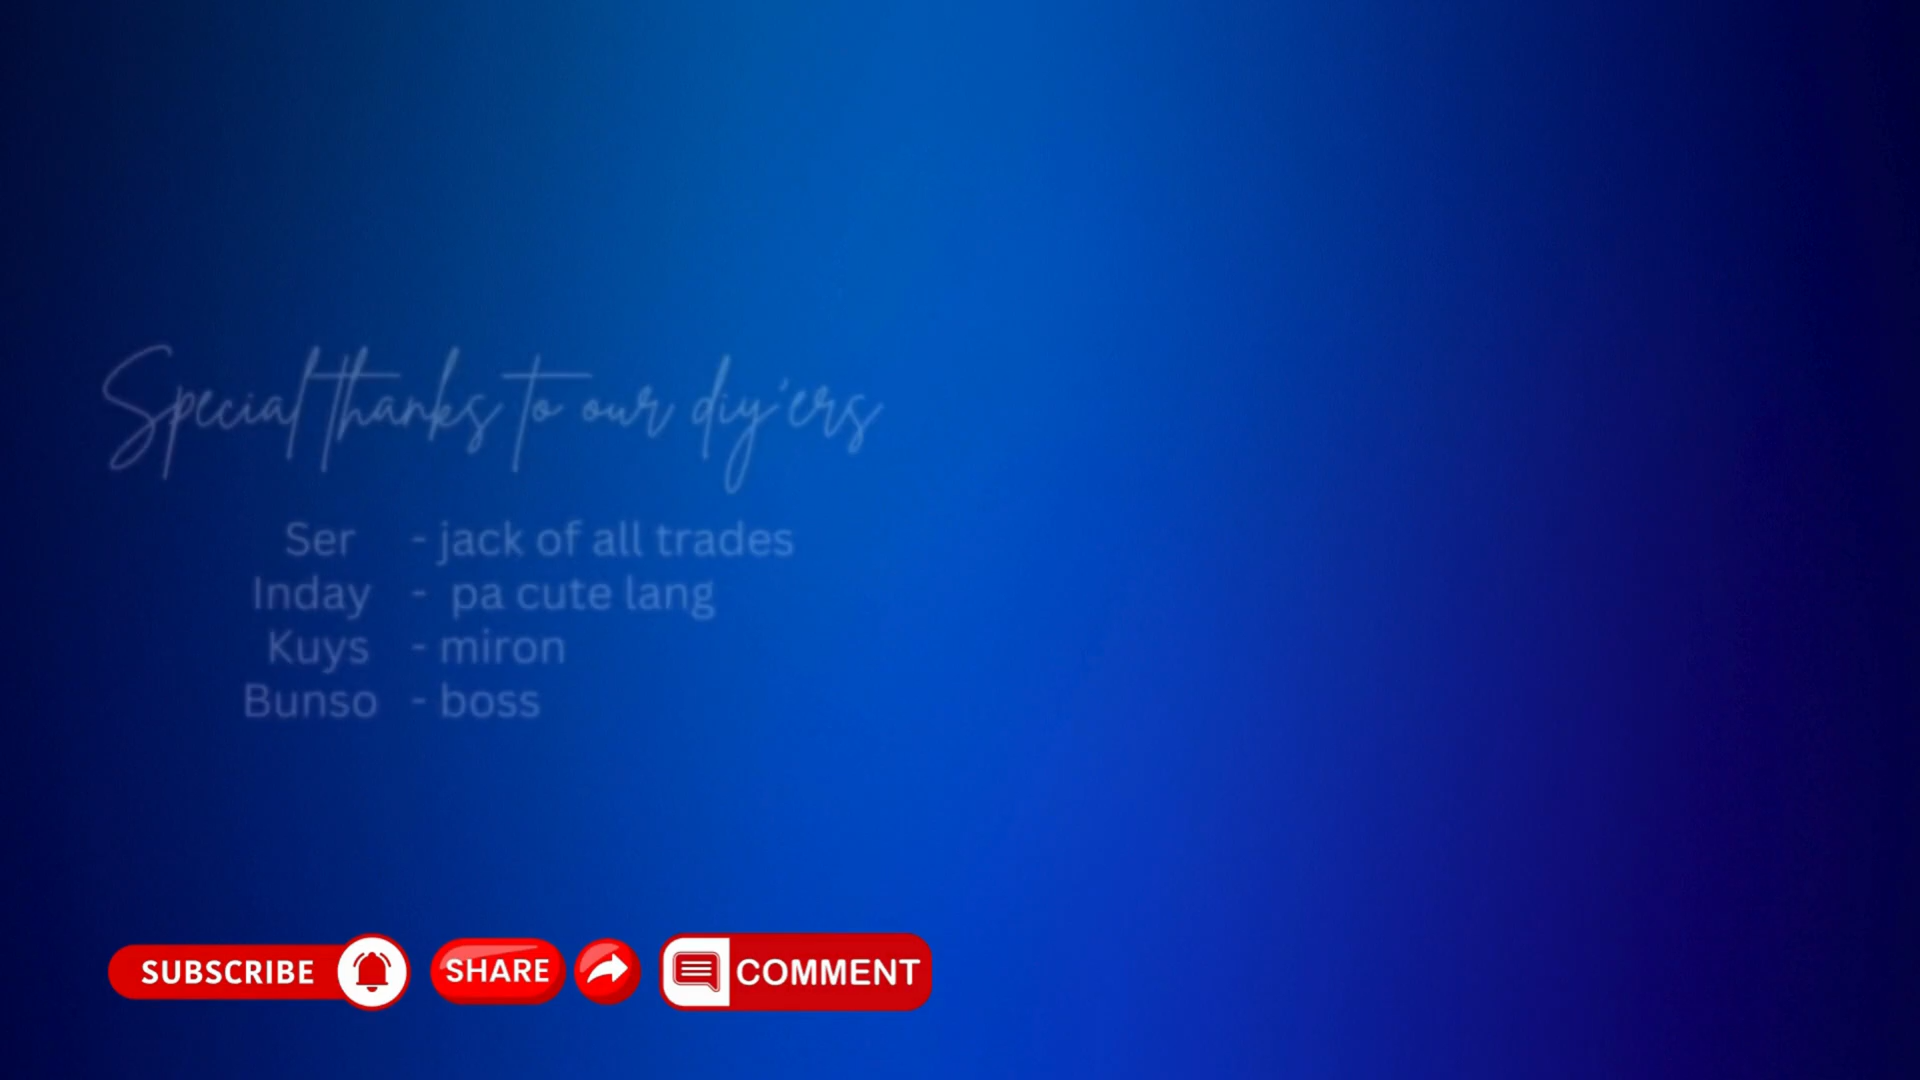 Special thanks to our diy'ers
Ser - jack of all trades
Inday - pa cute lang
Kuys - miron
Bunso - boss
SUBSCRIBE SHARE COMMENT